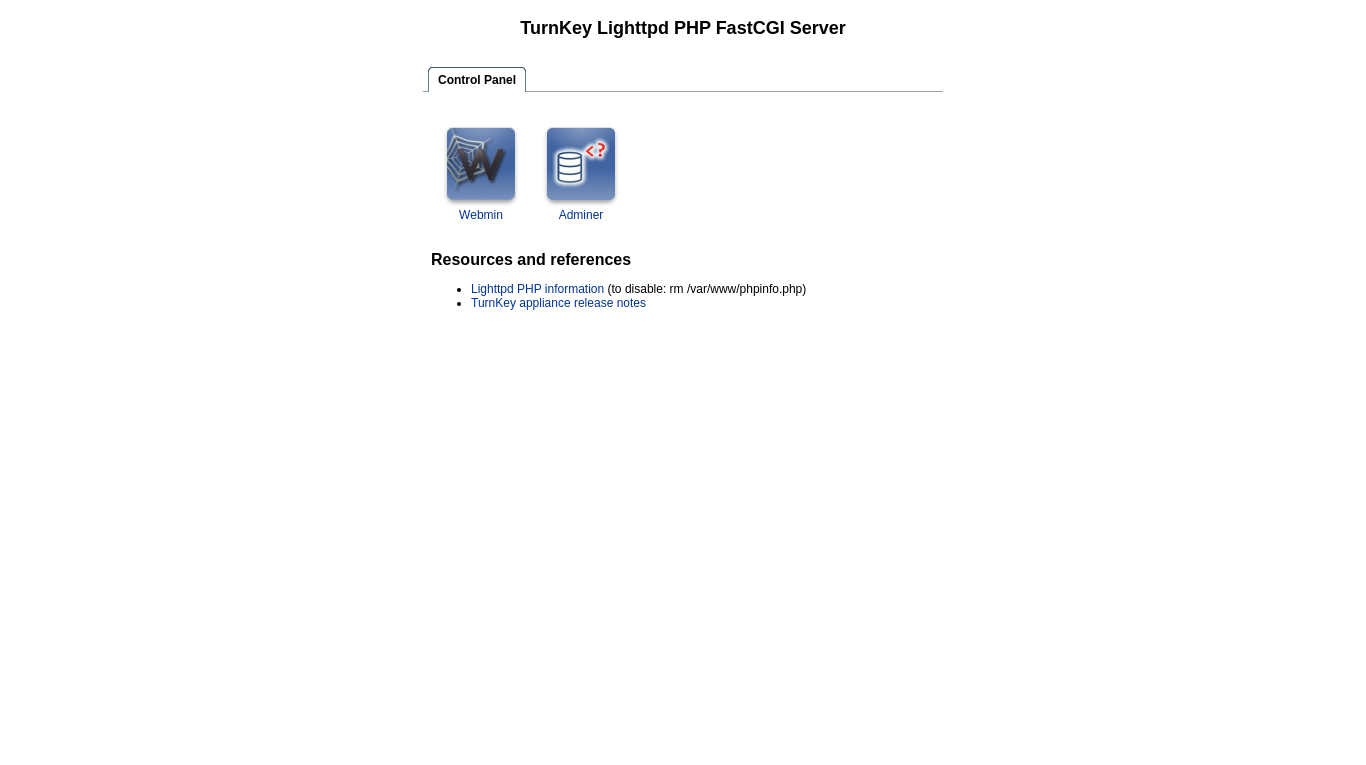 TurnKey Lighttpd PHP FastCGI Server
Control Panel
W
<?
Webmin
Adminer
Resources and references
Lighttpd PHP information (to disable: rm /var/www/phpinfo.php)
TurnKey appliance release notes